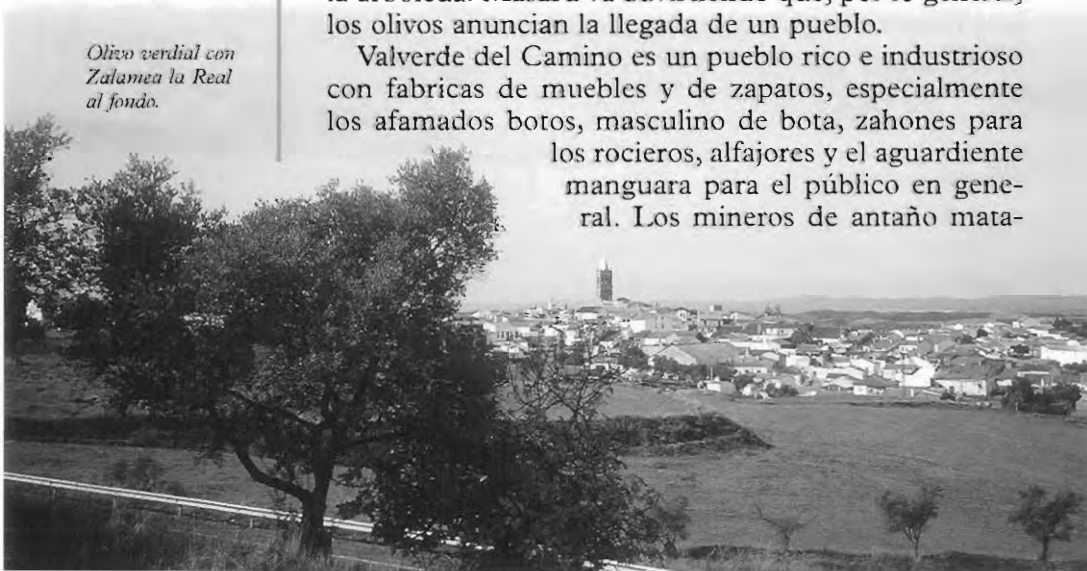 los olivos anuncian la llegada de un pueblo.
Valverde del Camino es un pueblo rico e industrioso
con fabricas de muebles y de zapatos, especialmente
los afamados botos, masculino de bota, zahones para
los rocieros, alfajores y el aguardiente
manguara para el público en gene-
ral. Los mineros de antaño mata-
Olivo verdial con
Zalamea la Real
al fondo.